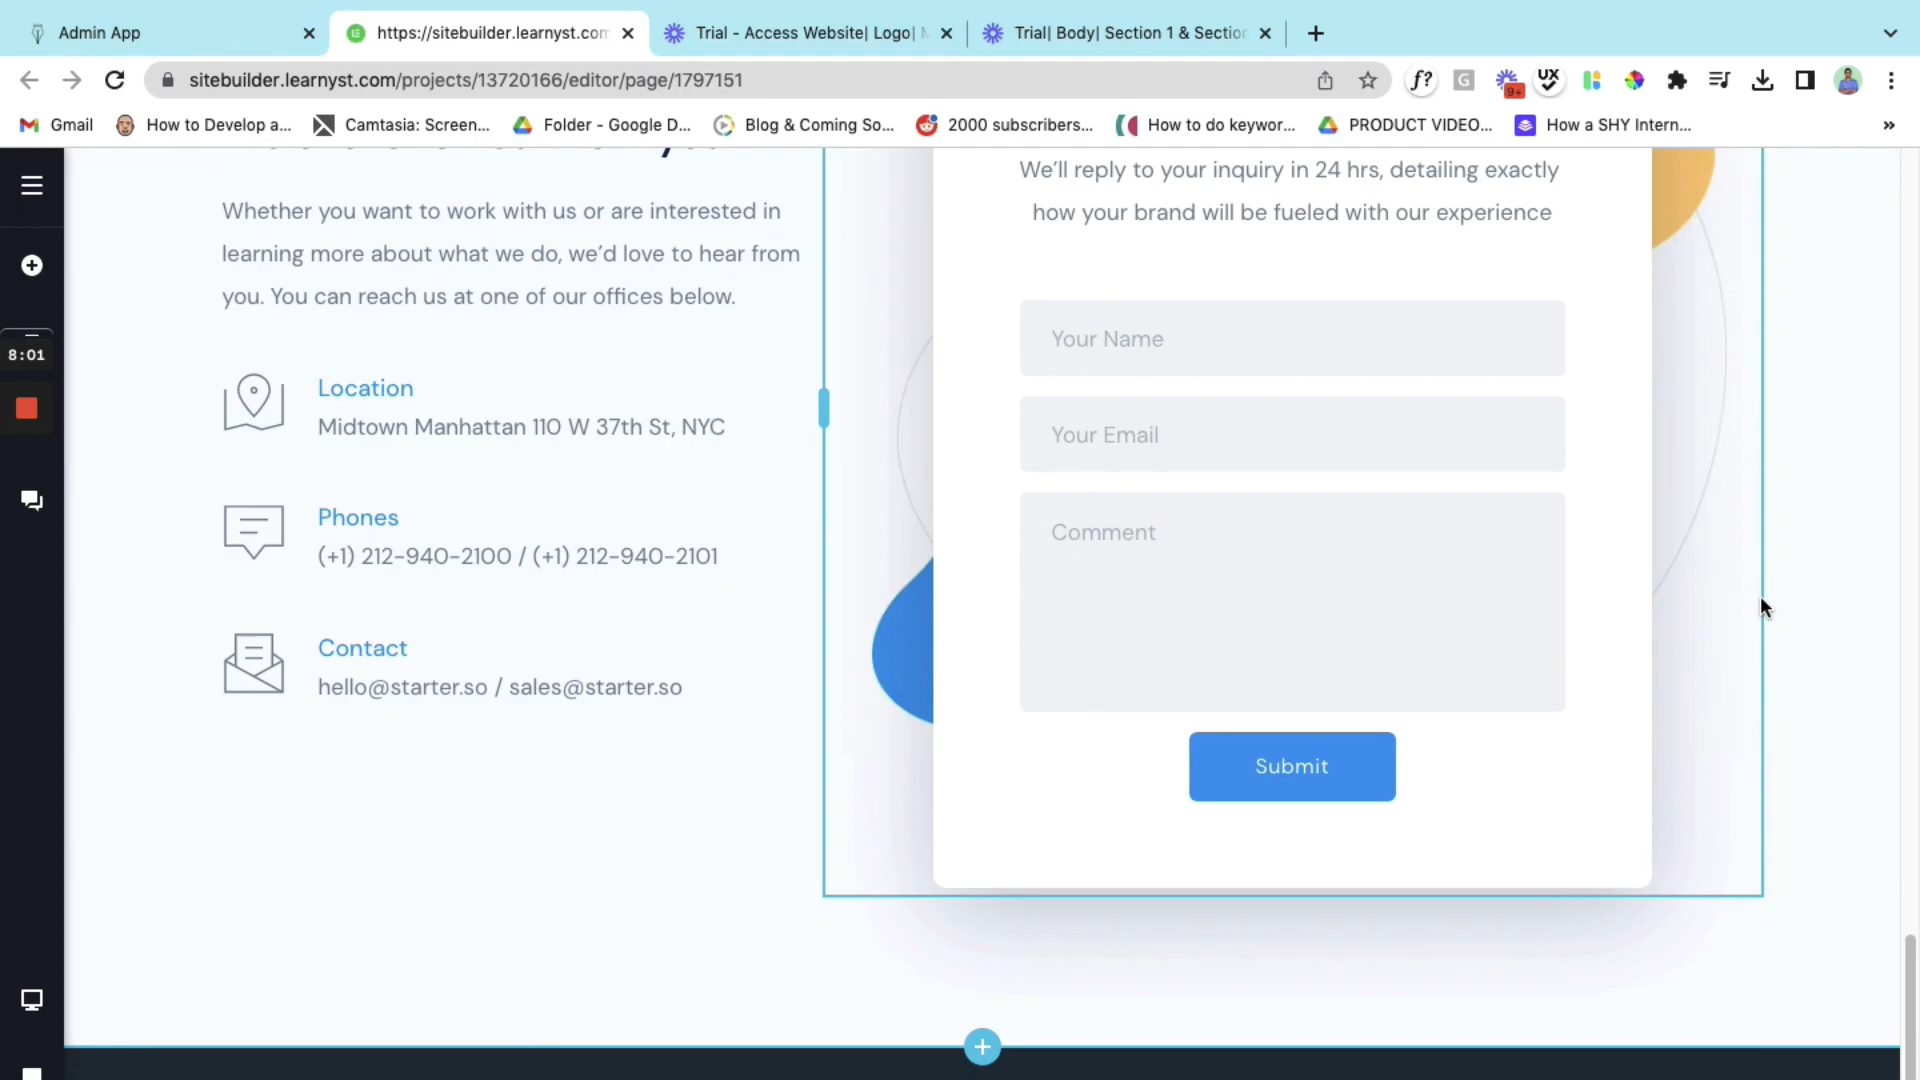 Admin App
https://sitebuilder.learnyst.com
Trial - Access Website| Logo|
Trial| Body| Section 1 & Section
sitebuilder.learnyst.com/projects/13720166/editor/page/1797151
f?
G
9+
UX
Gmail
How to Develop a...
Camtasia: Screen...
Folder - Google D...
Blog & Coming So...
2000 subscribers...
How to do keywor...
PRODUCT VIDEO...
How a SHY Intern...
8:01
Whether you want to work with us or are interested in
learning more about what we do, we’d love to hear from
you. You can reach us at one of our offices below.
Location
Midtown Manhattan 110 W 37th St, NYC
Phones
(+1) 212-940-2100 / (+1) 212-940-2101
Contact
hello@starter.so / sales@starter.so
We’ll reply to your inquiry in 24 hrs, detailing exactly
how your brand will be fueled with our experience
Your Name
Your Email
Comment
Submit